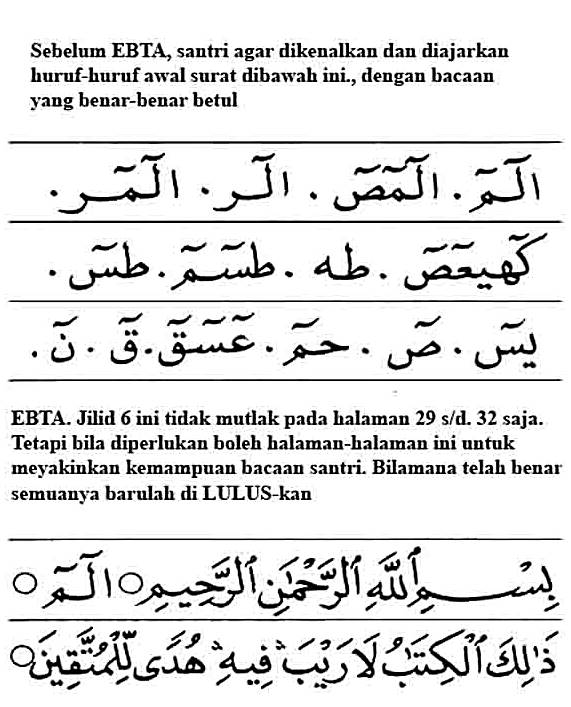 Sebelum EBTA, santri agar dikenalkan dan diajarkan
huruf-huruf awal surat dibawah ini., dengan bacaan
yang benar-benar betul
الٓمٓ . الٓمٓصٓ . الٓر . الٓمٓر .
كٓهيعٓصٓ . طه . طسٓمٓ . طسٓ .
يسٓ . صٓ . حمٓ . عٓسٓقٓ . قٓ . نٓ .
EBTA. Jilid 6 ini tidak mutlak pada halaman 29 s/d. 32 saja.
Tetapi bila diperlukan boleh halaman-halaman ini untuk
meyakinkan kemampuan bacaan santri. Bilamana telah benar
semuanya barulah di LULUS-kan
بِسْمِ ٱللَّهِ ٱلرَّحْمَٰنِ ٱلرَّحِيمِ ○ الٓمٓ ○
ذَٰلِكَ ٱلْكِتَٰبُ لَا رَيْبَ ۛ فِيهِ ۛ هُدًى لِّلْمُتَّقِينَ ○